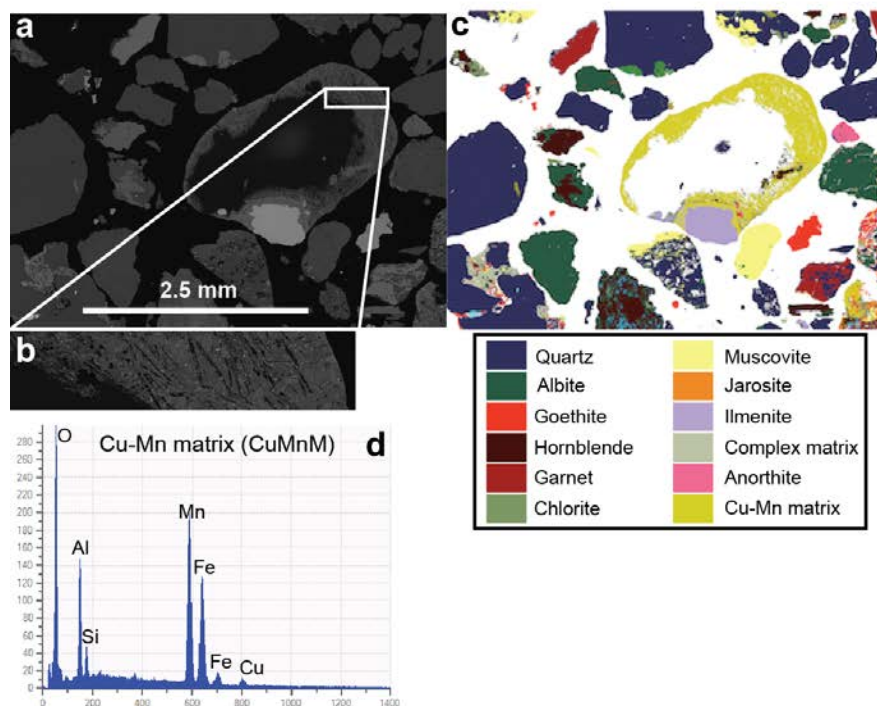 a
2.5 mm
b
c
Quartz
Albite
Goethite
Hornblende
Garnet
Chlorite
Muscovite
Jarosite
Ilmenite
Complex matrix
Anorthite
Cu-Mn matrix
Cu-Mn matrix (CuMnM)
d
O
Al
Si
Mn
Fe
Fe
Cu
280
260
240
220
200
180
160
140
120
100
80
60
40
20
0
0 200 400 600 800 1000 1200 1400